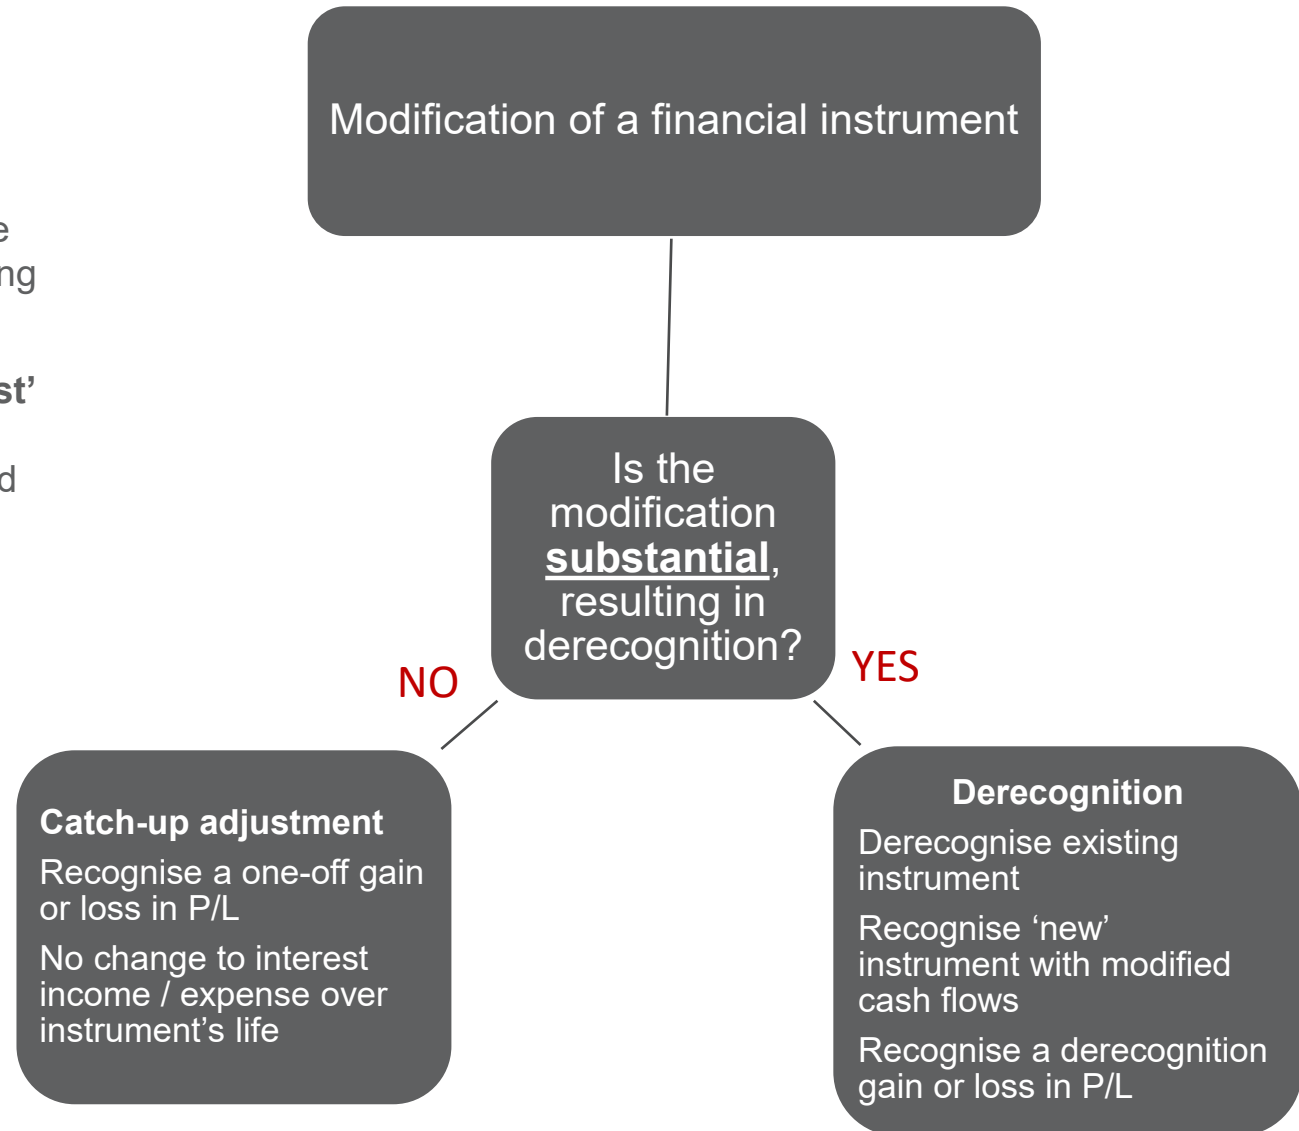 Modification of a financial instrument
e
ng
st’
d
Is the
modification
substantial,
resulting in
derecognition?
NO
YES
Catch-up adjustment
Recognise a one-off gain
or loss in P/L
No change to interest
income / expense over
instrument’s life
Derecognition
Derecognise existing
instrument
Recognise ‘new’
instrument with modified
cash flows
Recognise a derecognition
gain or loss in P/L